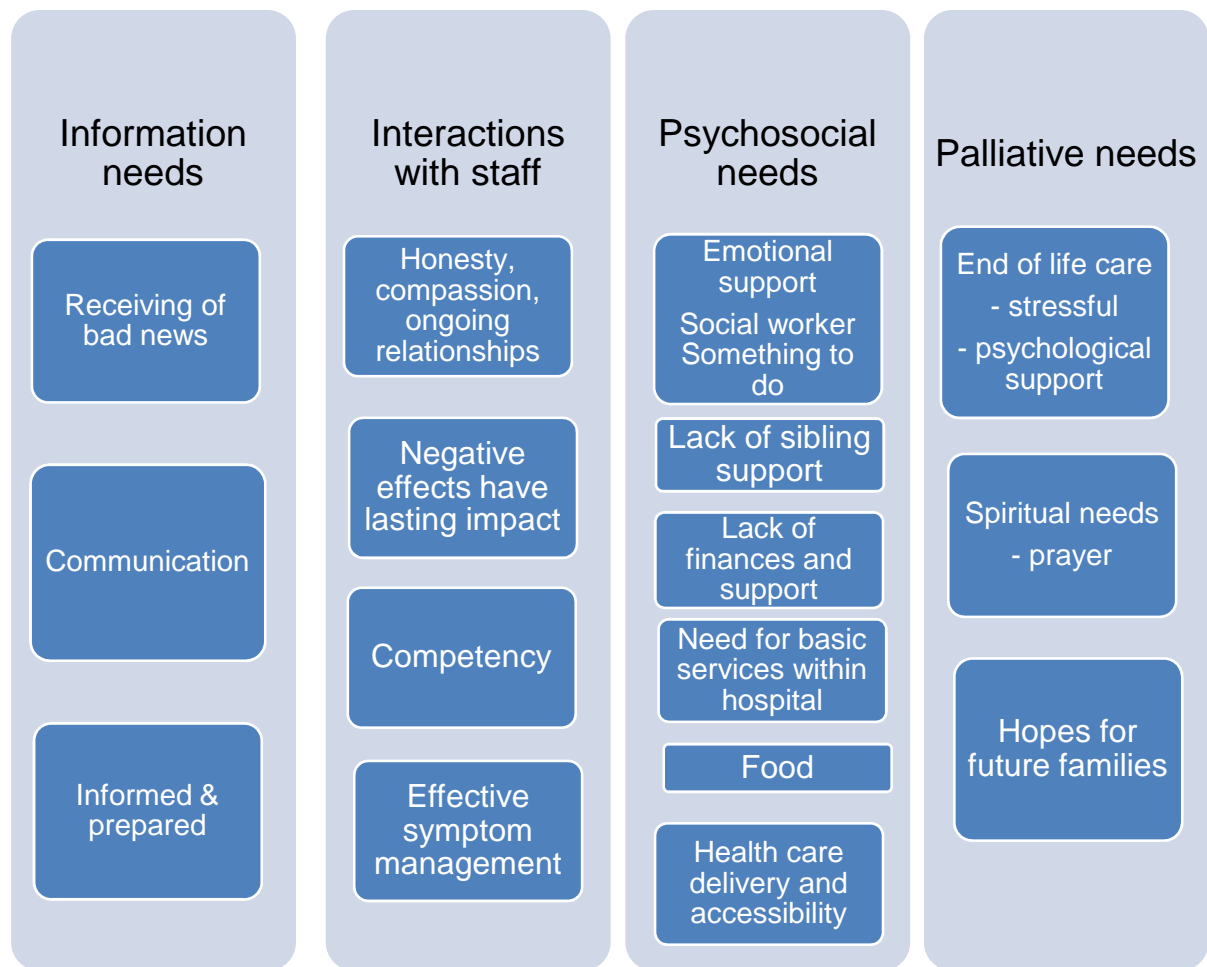 Information
needs
Receiving of
bad news
Communication
Informed &
prepared
Interactions
with staff
Honesty,
compassion,
ongoing
relationships
Negative
effects have
lasting impact
Competency
Effective
symptom
management
Psychosocial
needs
Emotional
support
Social worker
Something to
do
Lack of sibling
support
Lack of
finances and
support
Need for basic
services within
hospital
Food
Health care
delivery and
accessibility
Palliative needs
End of life care
- stressful
- psychological
support
Spiritual needs
- prayer
Hopes for
future families